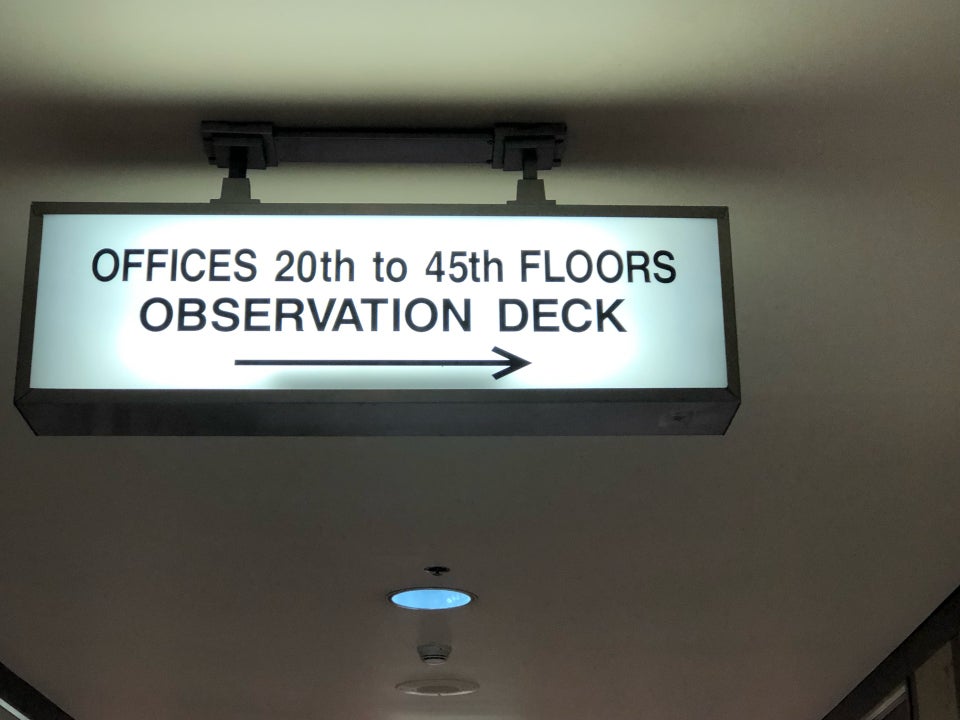 OFFICES 20th to 45th FLOORS
OBSERVATION DECK